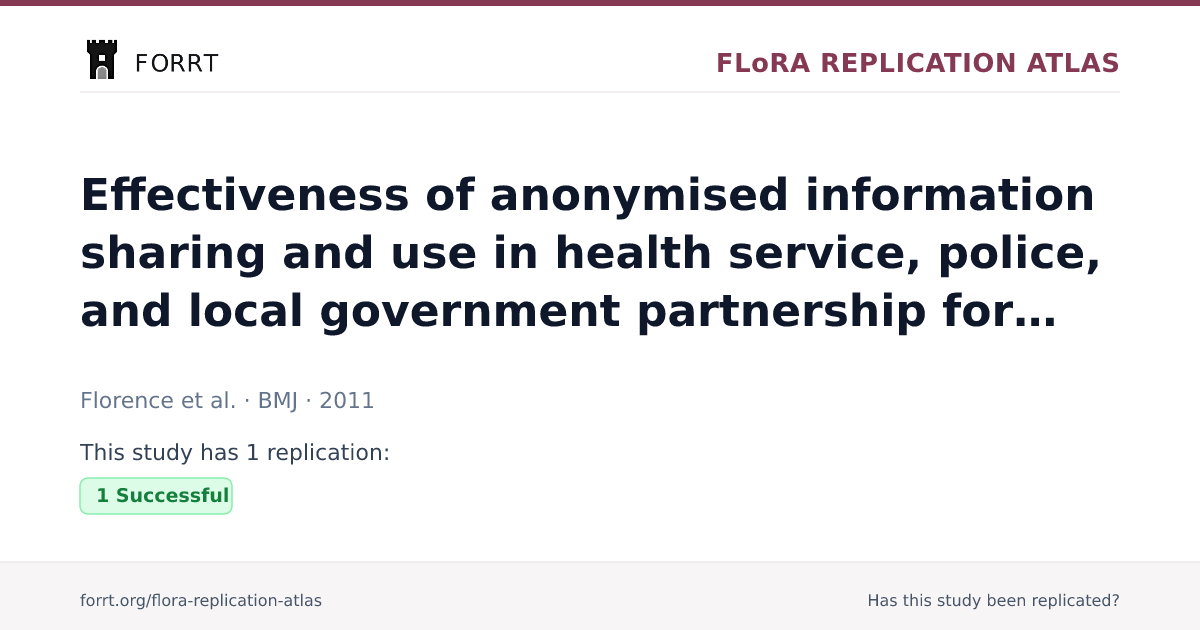 FORRT
FLoRA REPLICATION ATLAS
Effectiveness of anonymised information
sharing and use in health service, police,
and local government partnership for…
Florence et al. · BMJ · 2011
This study has 1 replication:
1 Successful
forrt.org/flora-replication-atlas
Has this study been replicated?